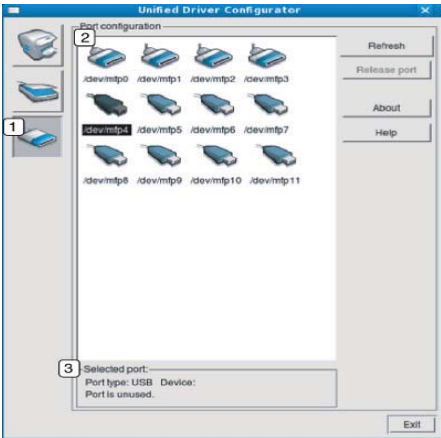 Unified Driver Configurator
Port configuration
2
/dev/mfp0 /dev/mfp1 /dev/mfp2 /dev/mfp3
/dev/mfp4 /dev/mfp5 /dev/mfp6 /dev/mfp7
/dev/mfp8 /dev/mfp9 /dev/mfp10 /dev/mfp11
Refresh
Release port
About
Help
1
3
Selected port:
Port type: USB Device:
Port is unused.
Exit